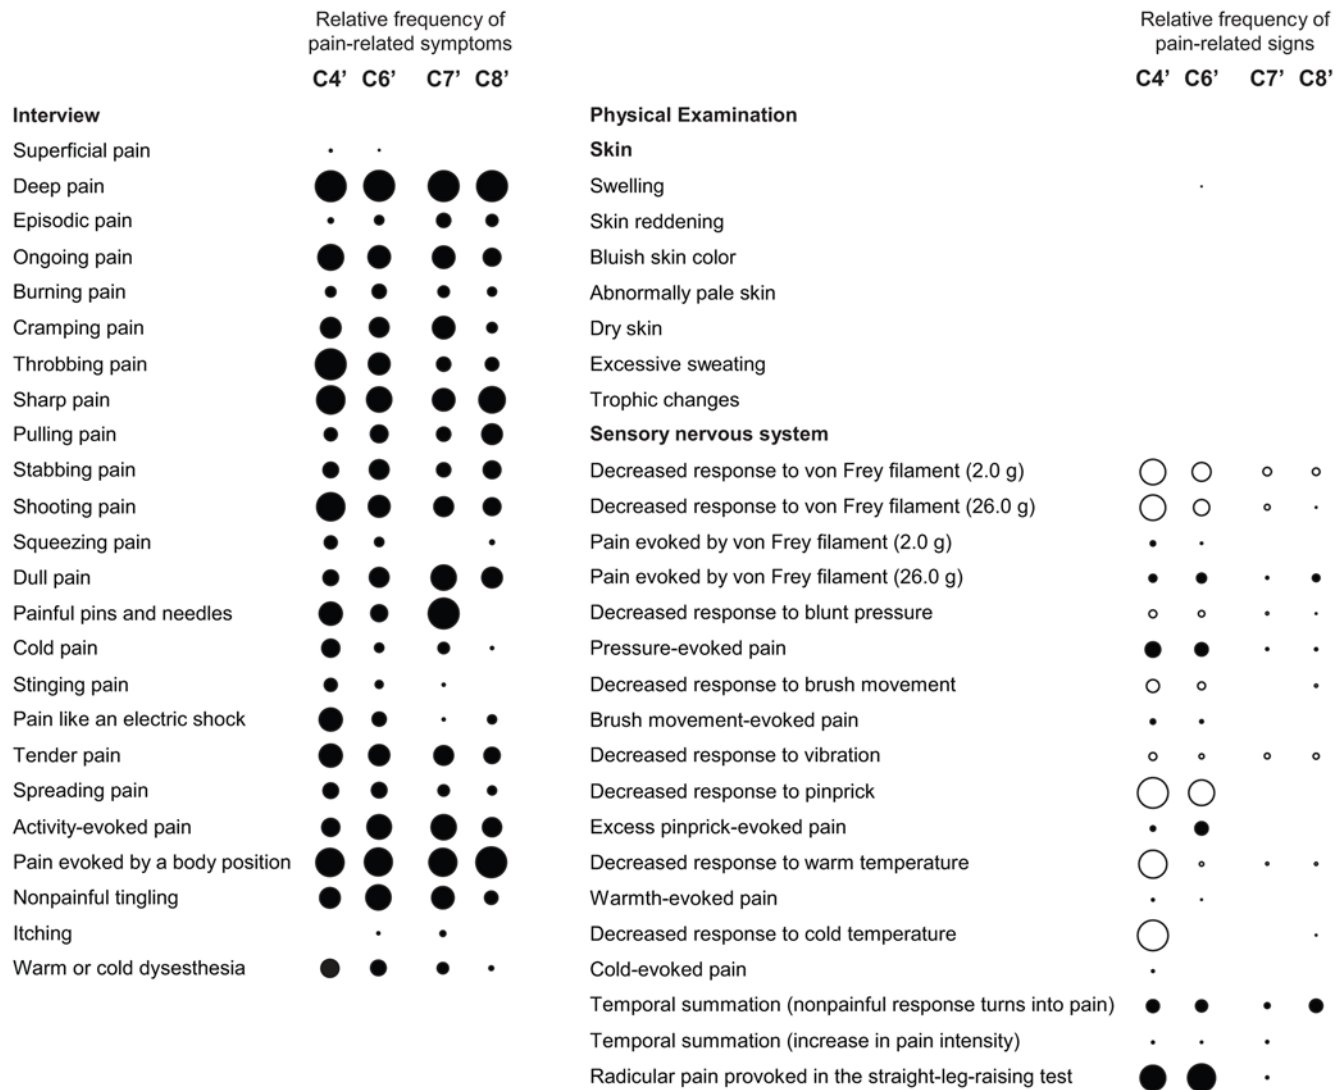 Relative frequency of
pain-related symptoms
C4’ C6’ C7’ C8’
Interview
Superficial pain
Deep pain
Episodic pain
Ongoing pain
Burning pain
Cramping pain
Throbbing pain
Sharp pain
Pulling pain
Stabbing pain
Shooting pain
Squeezing pain
Dull pain
Painful pins and needles
Cold pain
Stinging pain
Pain like an electric shock
Tender pain
Spreading pain
Activity-evoked pain
Pain evoked by a body position
Nonpainful tingling
Itching
Warm or cold dysesthesia
Relative frequency of
pain-related signs
C4’ C6’ C7’ C8’
Physical Examination
Skin
Swelling
Skin reddening
Bluish skin color
Abnormally pale skin
Dry skin
Excessive sweating
Trophic changes
Sensory nervous system
Decreased response to von Frey filament (2.0 g)
Decreased response to von Frey filament (26.0 g)
Pain evoked by von Frey filament (2.0 g)
Pain evoked by von Frey filament (26.0 g)
Decreased response to blunt pressure
Pressure-evoked pain
Decreased response to brush movement
Brush movement-evoked pain
Decreased response to vibration
Decreased response to pinprick
Excess pinprick-evoked pain
Decreased response to warm temperature
Warmth-evoked pain
Decreased response to cold temperature
Cold-evoked pain
Temporal summation (nonpainful response turns into pain)
Temporal summation (increase in pain intensity)
Radicular pain provoked in the straight-leg-raising test